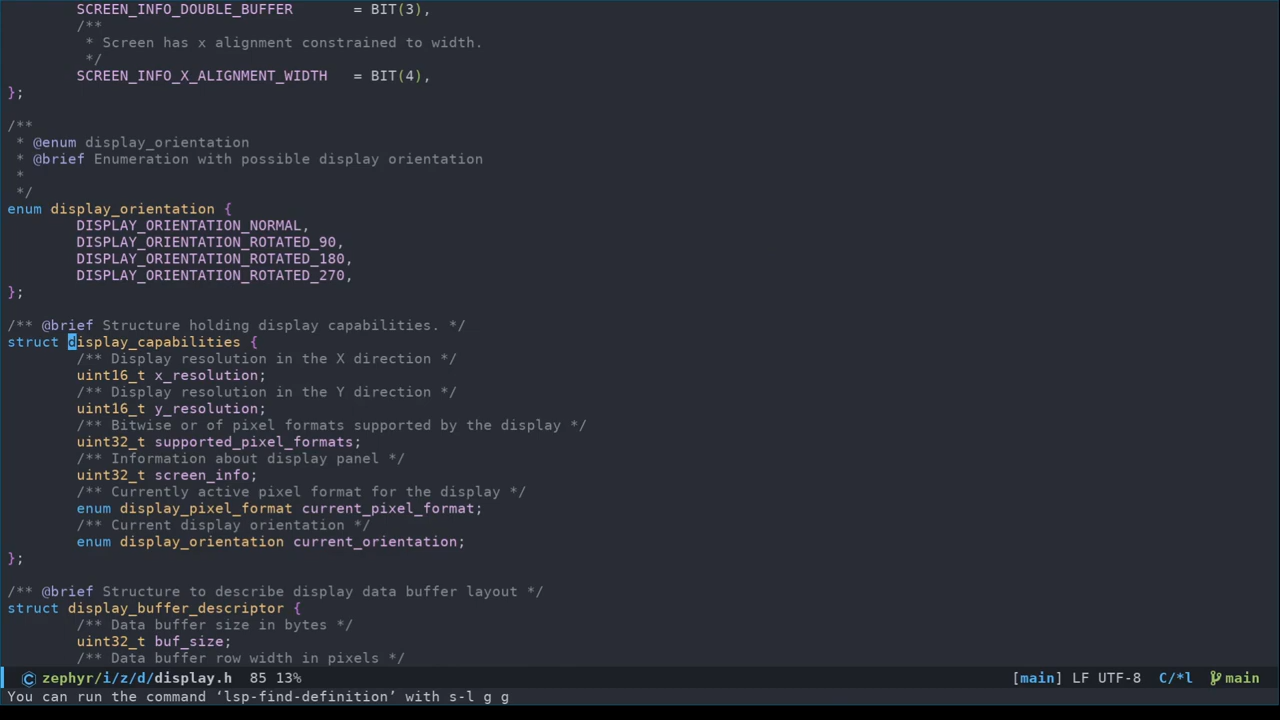 SCREEN_INFO_DOUBLE_BUFFER       = BIT(3),
/**
 * Screen has x alignment constrained to width.
 */
SCREEN_INFO_X_ALIGNMENT_WIDTH   = BIT(4),
};
/**
 * @enum display_orientation
 * @brief Enumeration with possible display orientation
 *
 */
enum display_orientation {
DISPLAY_ORIENTATION_NORMAL,
DISPLAY_ORIENTATION_ROTATED_90,
DISPLAY_ORIENTATION_ROTATED_180,
DISPLAY_ORIENTATION_ROTATED_270,
};
/** @brief Structure holding display capabilities. */
struct display_capabilities {
/** Display resolution in the X direction */
uint16_t x_resolution;
/** Display resolution in the Y direction */
uint16_t y_resolution;
/** Bitwise or of pixel formats supported by the display */
uint32_t supported_pixel_formats;
/** Information about display panel */
uint32_t screen_info;
/** Currently active pixel format for the display */
enum display_pixel_format current_pixel_format;
/** Current display orientation */
enum display_orientation current_orientation;
};
/** @brief Structure to describe display data buffer layout */
struct display_buffer_descriptor {
/** Data buffer size in bytes */
uint32_t buf_size;
/** Data buffer row width in pixels */
C zephyr/i/z/d/display.h  85 13%  [main] LF UTF-8  C/*l  main
You can run the command ‘lsp-find-definition’ with s-l g g